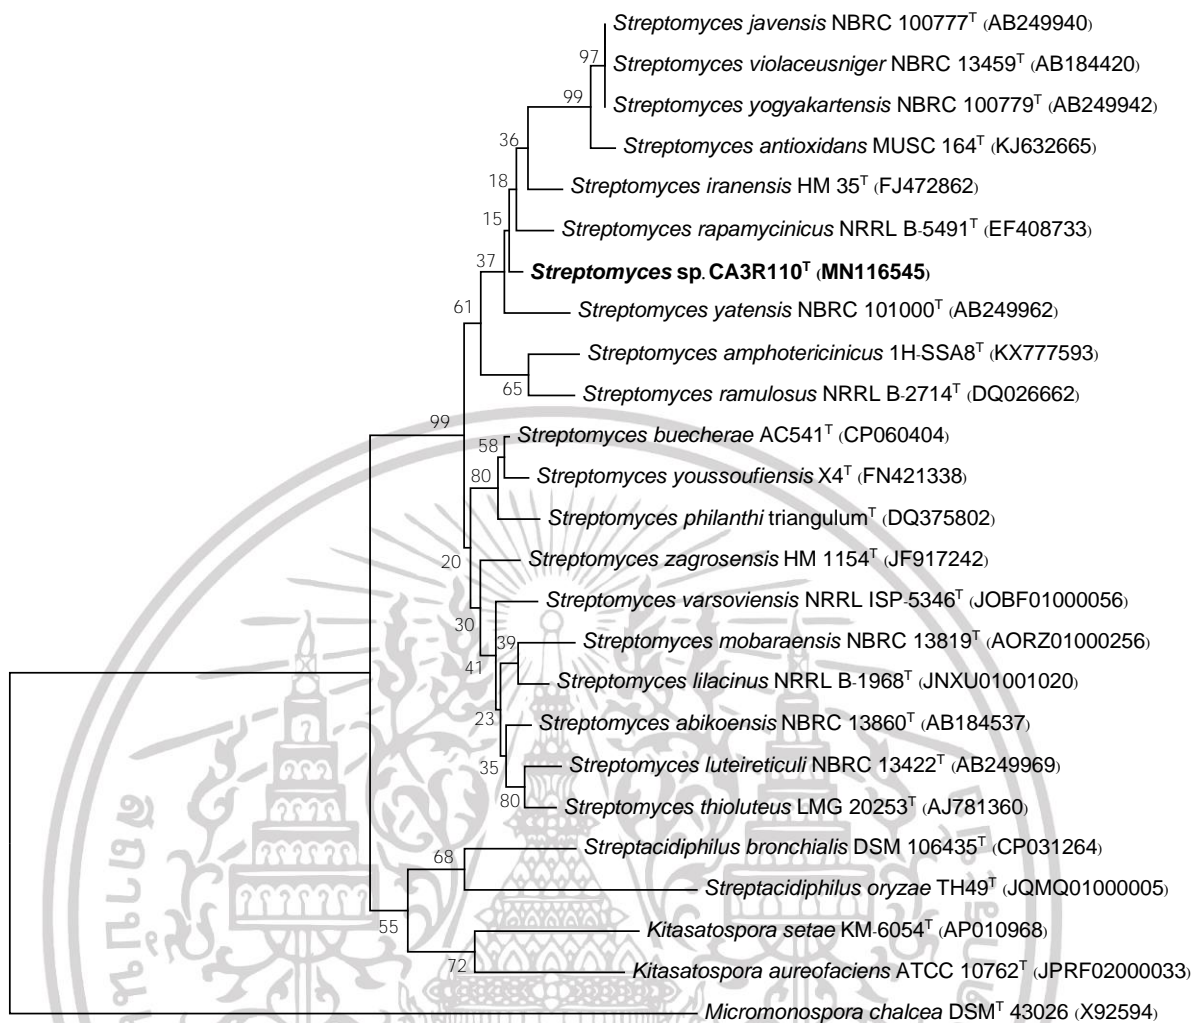 Streptomyces javensis NBRC 100777T (AB249940)
97
Streptomyces violaceusniger NBRC 13459T (AB184420)
99
Streptomyces yogyakartensis NBRC 100779T (AB249942)
36
Streptomyces antioxidans MUSC 164T (KJ632665)
18
Streptomyces iranensis HM 35T (FJ472862)
15
Streptomyces rapamycinicus NRRL B-5491T (EF408733)
37
Streptomyces sp. CA3R110T (MN116545)
61
Streptomyces yatensis NBRC 101000T (AB249962)
Streptomyces amphotericinicus 1H-SSA8T (KX777593)
65
Streptomyces ramulosus NRRL B-2714T (DQ026662)
99
Streptomyces buecherae AC541T (CP060404)
58
80
Streptomyces youssoufiensis X4T (FN421338)
Streptomyces philanthi triangulumT (DQ375802)
20
Streptomyces zagrosensis HM 1154T (JF917242)
30
Streptomyces varsoviensis NRRL ISP-5346T (JOBF01000056)
39
Streptomyces mobaraensis NBRC 13819T (AORZ01000256)
41
Streptomyces lilacinus NRRL B-1968T (JNXU01001020)
23
Streptomyces abikoensis NBRC 13860T (AB184537)
35
Streptomyces luteireticuli NBRC 13422T (AB249969)
80
Streptomyces thioluteus LMG 20253T (AJ781360)
68
Streptacidiphilus bronchialis DSM 106435T (CP031264)
Streptacidiphilus oryzae TH49T (JQMQ01000005)
55
Kitasatospora setae KM-6054T (AP010968)
72
Kitasatospora aureofaciens ATCC 10762T (JPRF02000033)
Micromonospora chalcea DSMT 43026 (X92594)